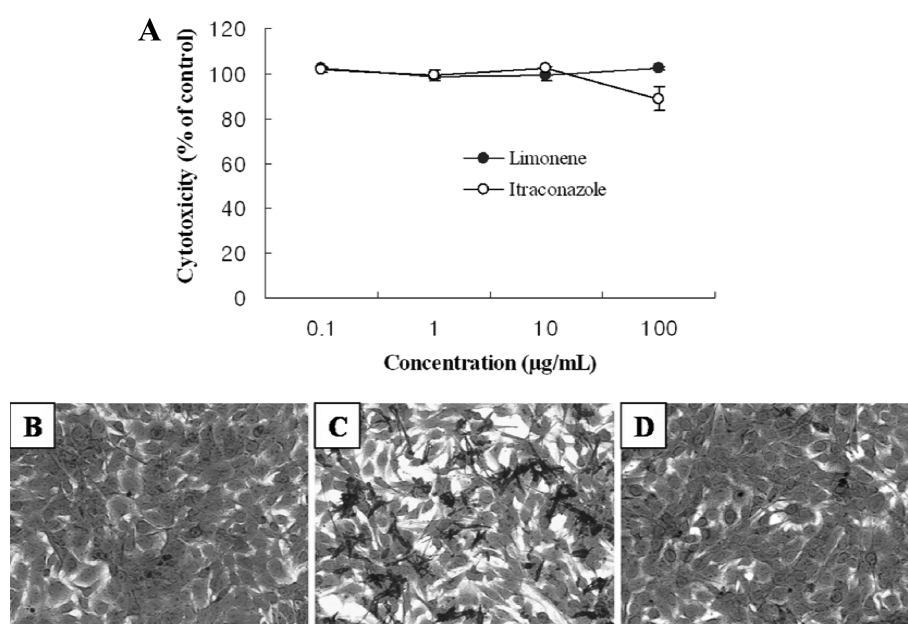 A
Cytotoxicity (% of control)
120
100
80
60
40
20
0
Limonene
Itraconazole
0.1 1 10 100
Concentration (µg/mL)
B C D